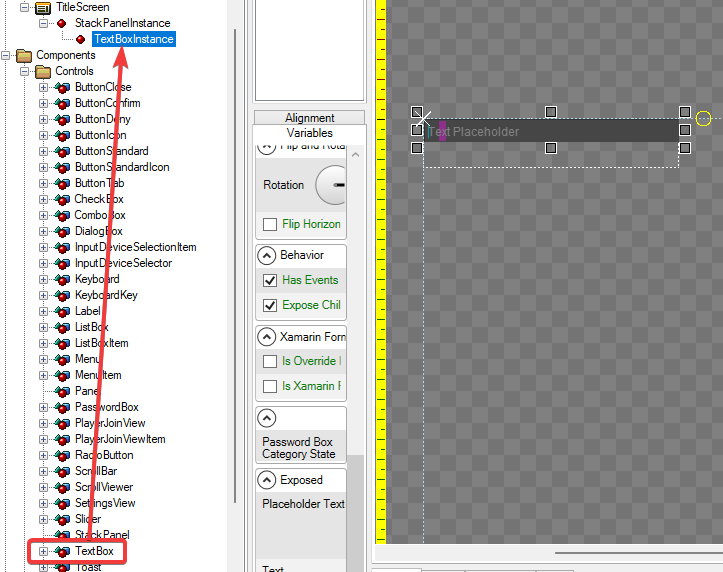 TitleScreen
StackPanelInstance
TextBoxInstance
Components
Controls
ButtonClose
ButtonConfirm
ButtonDeny
ButtonIcon
ButtonStandard
ButtonStandardIcon
ButtonTab
CheckBox
ComboBox
DialogBox
InputDeviceSelectionItem
InputDeviceSelector
Keyboard
KeyboardKey
Label
ListBox
ListBoxItem
Menu
MenuItem
Panel
PasswordBox
PlayerJoinView
PlayerJoinViewItem
RadioButton
ScrollBar
ScrollViewer
SettingsView
Slider
StackPanel
TextBox
Toast
Alignment
Variables
Flip and Rota
Rotation
Flip Horizon
Behavior
Has Events
Expose Chil
Xamarin Forn
Is Override
Is Xamarin F
Password Box
Category State
Exposed
Placeholder Text
Text
Text Placeholder